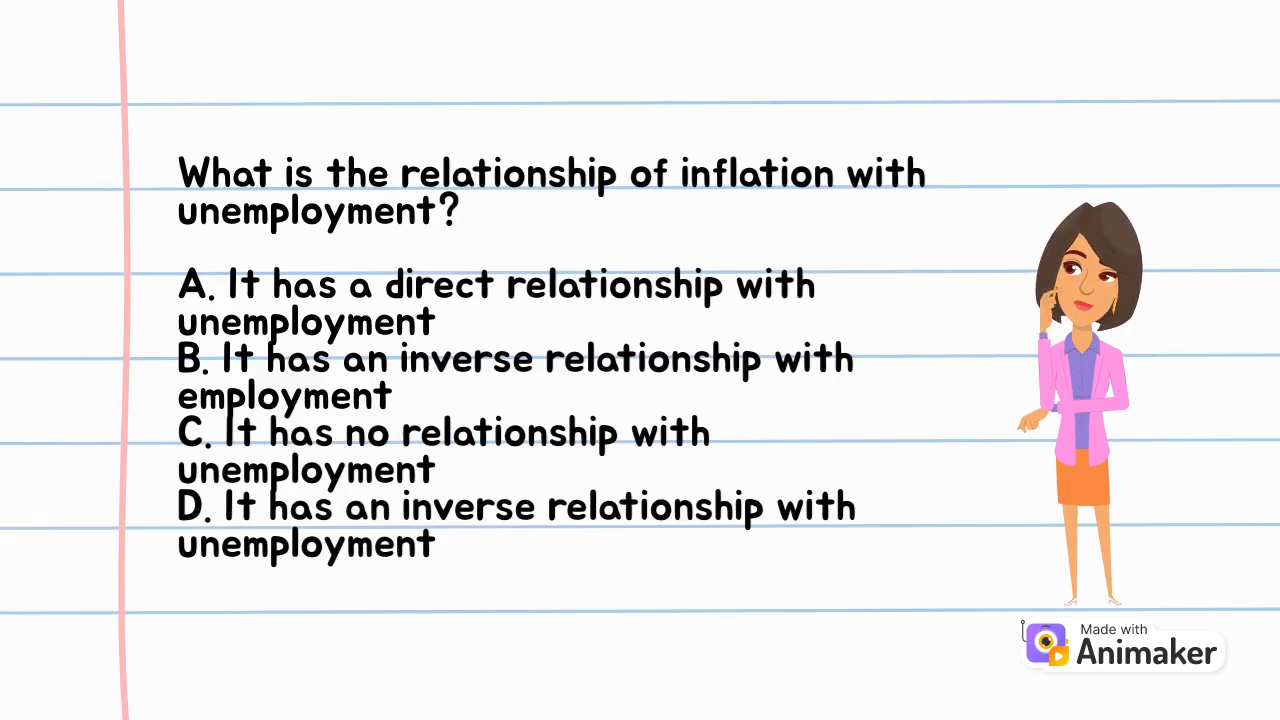 What is the relationship of inflation with
unemployment?
A. It has a direct relationship with
unemployment
B. It has an inverse relationship with
employment
C. It has no relationship with
unemployment
D. It has an inverse relationship with
unemployment
Made with
Animaker